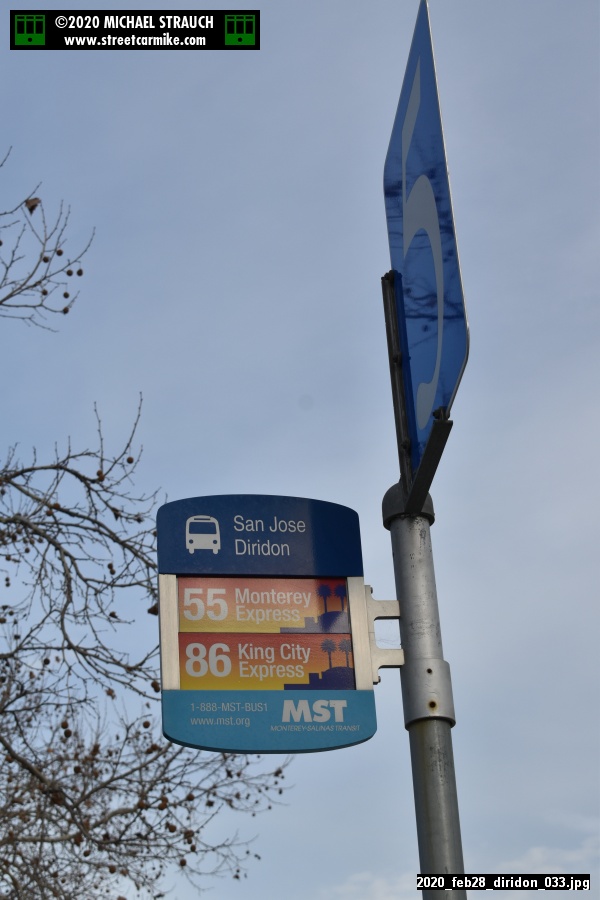 ©2020 MICHAEL STRAUCH
www.streetcarmike.com
San Jose
Diridon
55 Monterey
Express
86 King City
Express
1-888-MST-BUS1
www.mst.org
MST
MONTEREY-SALINAS TRANSIT
2020_feb28_diridon_033.jpg